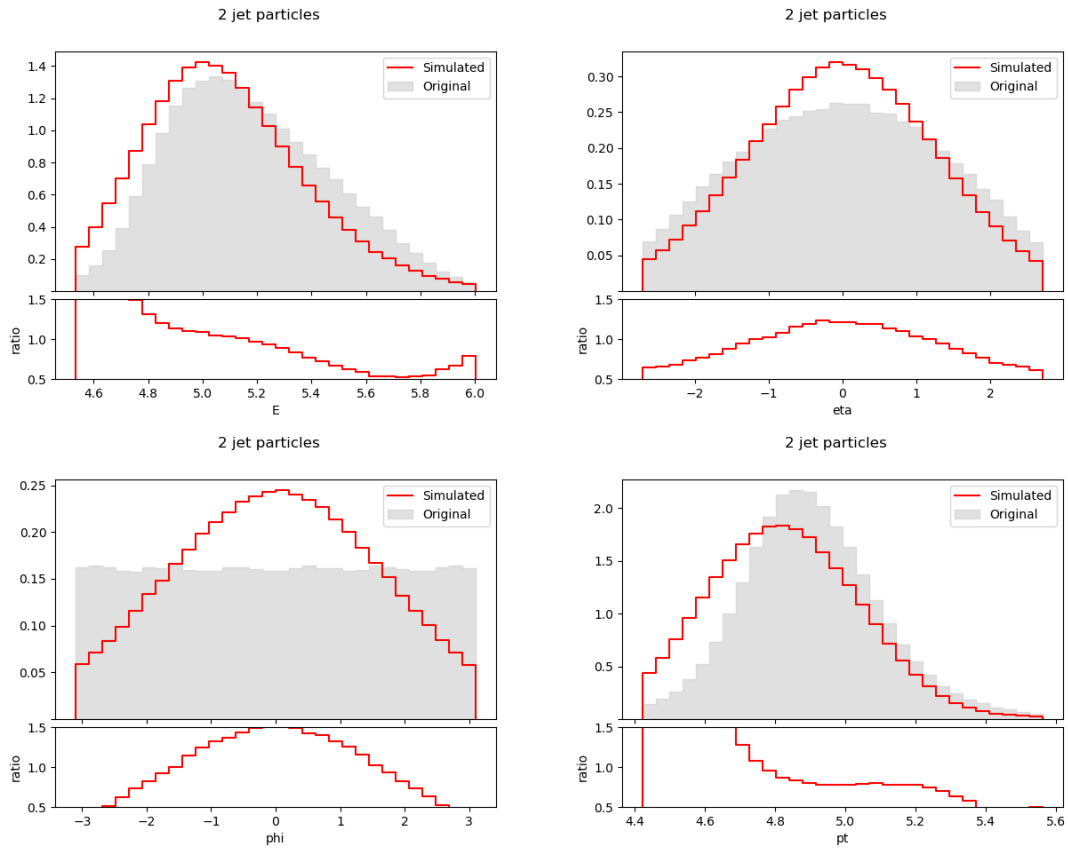 2 jet particles
1.4
1.2
1.0
0.8
0.6
0.4
0.2
Simulated
Original
1.5
1.0
0.5
ratio
4.6 4.8 5.0 5.2 5.4 5.6 5.8 6.0
E
2 jet particles
0.30
0.25
0.20
0.15
0.10
0.05
Simulated
Original
1.5
1.0
0.5
ratio
−2 −1 0 1 2
eta
2 jet particles
0.25
0.20
0.15
0.10
0.05
Simulated
Original
1.5
1.0
0.5
ratio
−3 −2 −1 0 1 2 3
phi
2 jet particles
2.0
1.5
1.0
0.5
Simulated
Original
1.5
1.0
0.5
ratio
4.4 4.6 4.8 5.0 5.2 5.4 5.6
pt